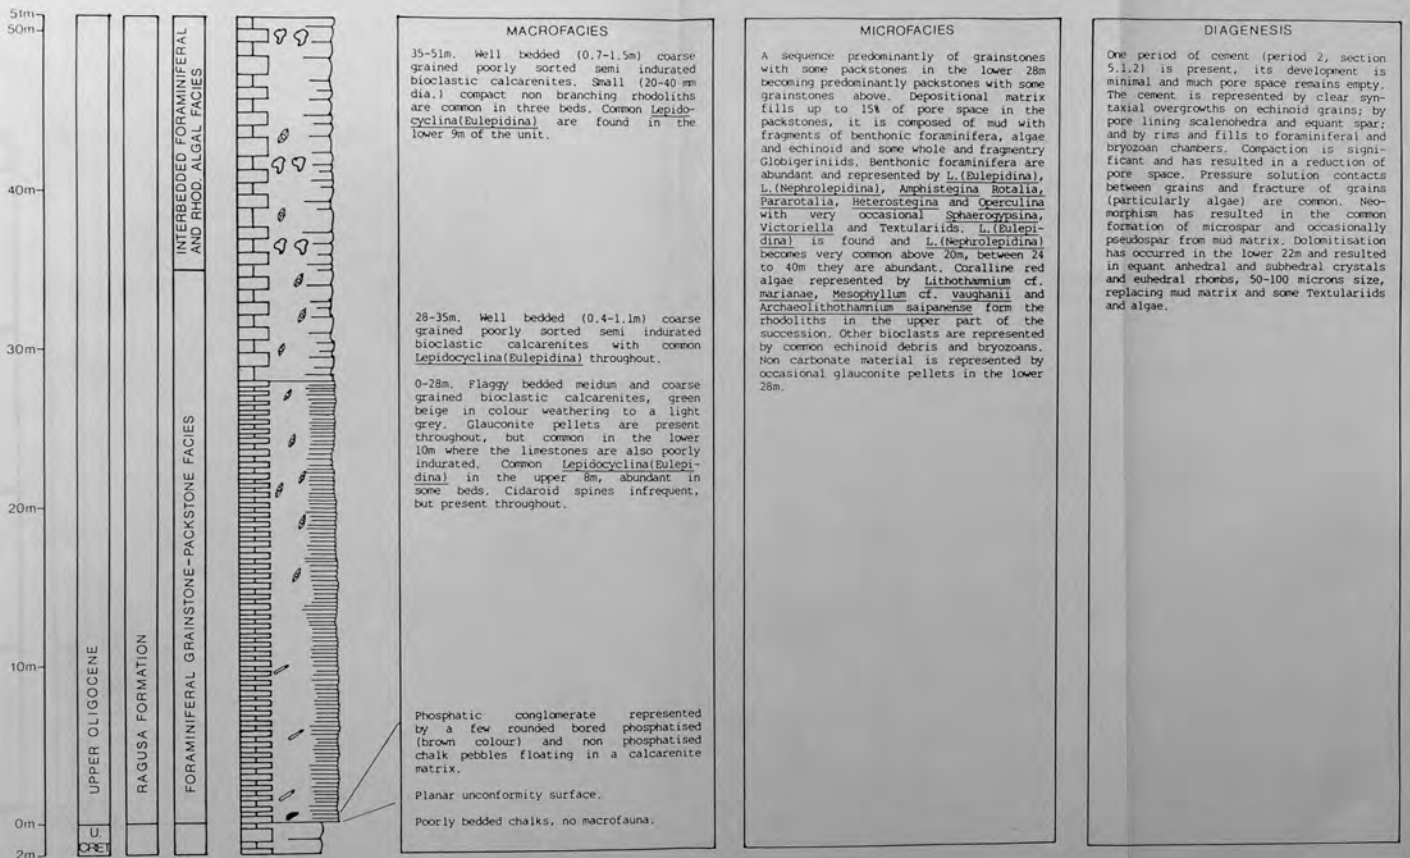 51m
50m
40m
30m
20m
10m
0m
2m
UPPER OLIGOCENE
U.
CRET
RAGUSA FORMATION
INTERBEDDED FORAMINIFERAL
AND RHOD. ALGAL FACIES
FORAMINIFERAL GRAINSTONE-PACKSTONE FACIES
MACROFACIES
35-51m. Well bedded (0.7-1.5m) coarse
grained poorly sorted semi indurated
bioclastic calcarenites. Small (20-40 mm
dia.) compact non branching rhodoliths
are common in three beds. Common Lepido-
cyclina(Eulepidina) are found in the
lower 9m of the unit.
28-35m. Well bedded (0.4-1.1m) coarse
grained poorly sorted semi indurated
bioclastic calcarenites with common
Lepidocyclina(Eulepidina) throughout.
0-28m. Flaggy bedded meidum and coarse
grained bioclastic calcarenites, green
beige in colour weathering to a light
grey. Glauconite pellets are present
throughout, but common in the lower
10m where the limestones are also poorly
indurated. Common Lepidocyclina(Eulepi-
dina) in the upper 8m, abundant in
some beds. Cidaroid spines infrequent,
but present throughout.
Phosphatic conglomerate represented
by a few rounded bored phosphatised
(brown colour) and non phosphatised
chalk pebbles floating in a calcarenite
matrix.
Planar unconformity surface.
Poorly bedded chalks, no macrofauna.
MICROFACIES
A sequence predominantly of grainstones
with some packstones in the lower 28m
becoming predominantly packstones with some
grainstones above. Depositional matrix
fills up to 15% of pore space in the
packstones, it is composed of mud with
fragments of benthonic foraminifera, algae
and echinoid and some whole and fragmentry
Globigeriniids. Benthonic foraminifera are
abundant and represented by L.(Eulepidina),
L.(Nephrolepidina), Amphistegina Rotalia,
Pararotalia, Heterostegina and Operculina
with very occasional Sphaerogypsina,
Victoriella and Textulariids. L.(Eulepi-
dina) is found and L.(Nephrolepidina)
becomes very common above 20m, between 24
to 40m they are abundant. Coralline red
algae represented by Lithothamnium cf.
marianae, Mesophyllum cf. vaughanii and
Archaeolithothamnium saipanense form the
rhodoliths in the upper part of the
succession. Other bioclasts are represented
by common echinoid debris and bryozoans.
Non carbonate material is represented by
occasional glauconite pellets in the lower
28m.
DIAGENESIS
One period of cement (period 2, section
5.1.2) is present, its development is
minimal and much pore space remains empty.
The cement is represented by clear syn-
taxial overgrowths on echinoid grains; by
pore lining scalenohedra and equant spar;
and by rims and fills to foraminiferal and
bryozoan chambers. Compaction is signi-
ficant and has resulted in a reduction of
pore space. Pressure solution contacts
between grains and fracture of grains
(particularly algae) are common. Neo-
morphism has resulted in the common
formation of microspar and occasionally
pseudospar from mud matrix. Dolomitisation
has occurred in the lower 22m and resulted
in equant anhedral and subhedral crystals
and euhedral rhombs, 50-100 microns size,
replacing mud matrix and some Textulariids
and algae.